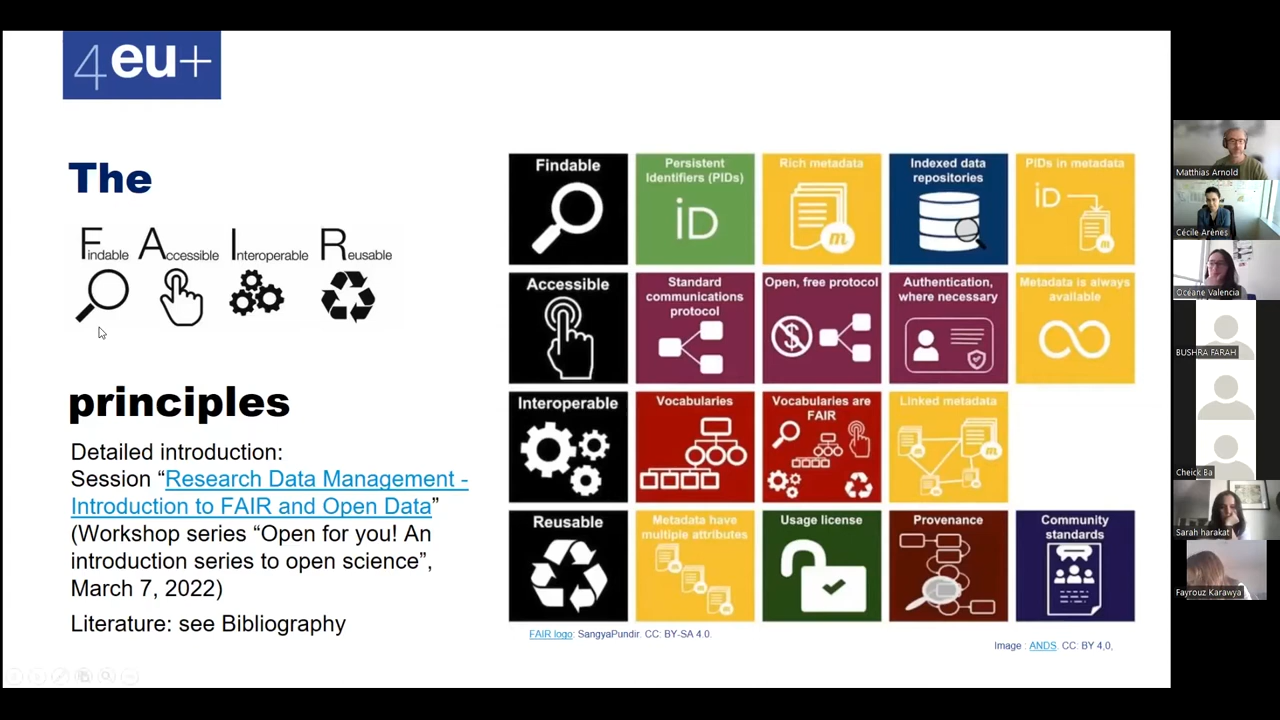 4eu+
The
Findable Accessible Interoperable Reusable
principles
Detailed introduction:
Session “Research Data Management -
Introduction to FAIR and Open Data”
(Workshop series “Open for you! An
introduction series to open science”,
March 7, 2022)
Literature: see Bibliography
Findable
Persistent
Identifiers (PIDs)
iD
Rich metadata
m
Indexed data
repositories
PIDs in metadata
iD
m
Accessible
Standard
communications
protocol
Open, free protocol
$
Authentication,
where necessary
Metadata is always
available
Interoperable
Vocabularies
Vocabularies are
FAIR
Linked metadata
m
Reusable
Metadata have
multiple attributes
Usage license
Provenance
Community
standards
FAIR logo: SangyaPundir. CC: BY-SA 4.0.
Image : ANDS. CC: BY 4,0,
Matthias Arnold
Cécile Arènes
Océane Valencia
BUSHRA FARAH
Cheick Ba
Sarah harakat
Fayrouz Karawya